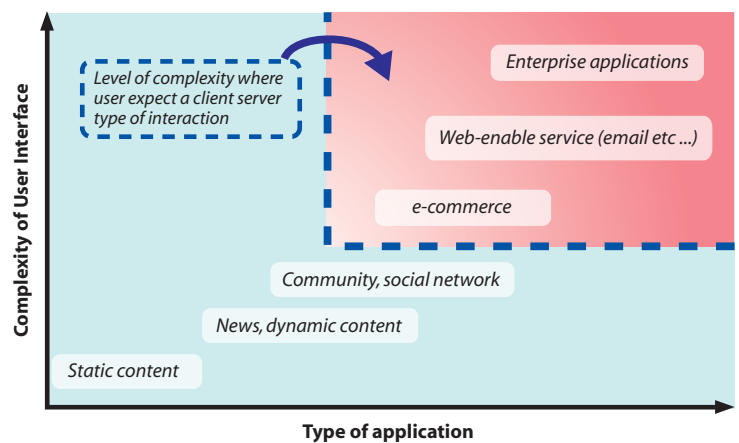 Complexity of User Interface
Level of complexity where
user expect a client server
type of interaction
Enterprise applications
Web-enable service (email etc ...)
e-commerce
Community, social network
News, dynamic content
Static content
Type of application